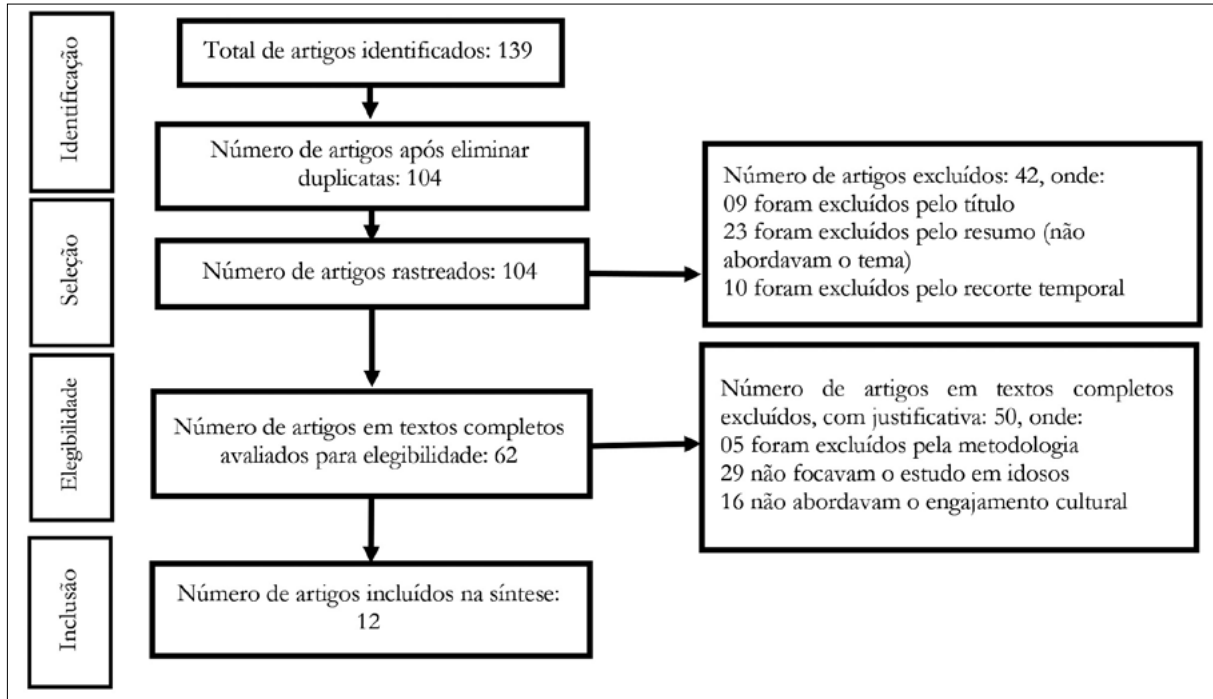 Identificação
Total de artigos identificados: 139
Número de artigos após eliminar
duplicatas: 104
Seleção
Número de artigos rastreados: 104
Número de artigos excluídos: 42, onde:
09 foram excluídos pelo título
23 foram excluídos pelo resumo (não
abordavam o tema)
10 foram excluídos pelo recorte temporal
Elegibilidade
Número de artigos em textos completos
avaliados para elegibilidade: 62
Número de artigos em textos completos
excluídos, com justificativa: 50, onde:
05 foram excluídos pela metodologia
29 não focavam o estudo em idosos
16 não abordavam o engajamento cultural
Inclusão
Número de artigos incluídos na síntese:
12